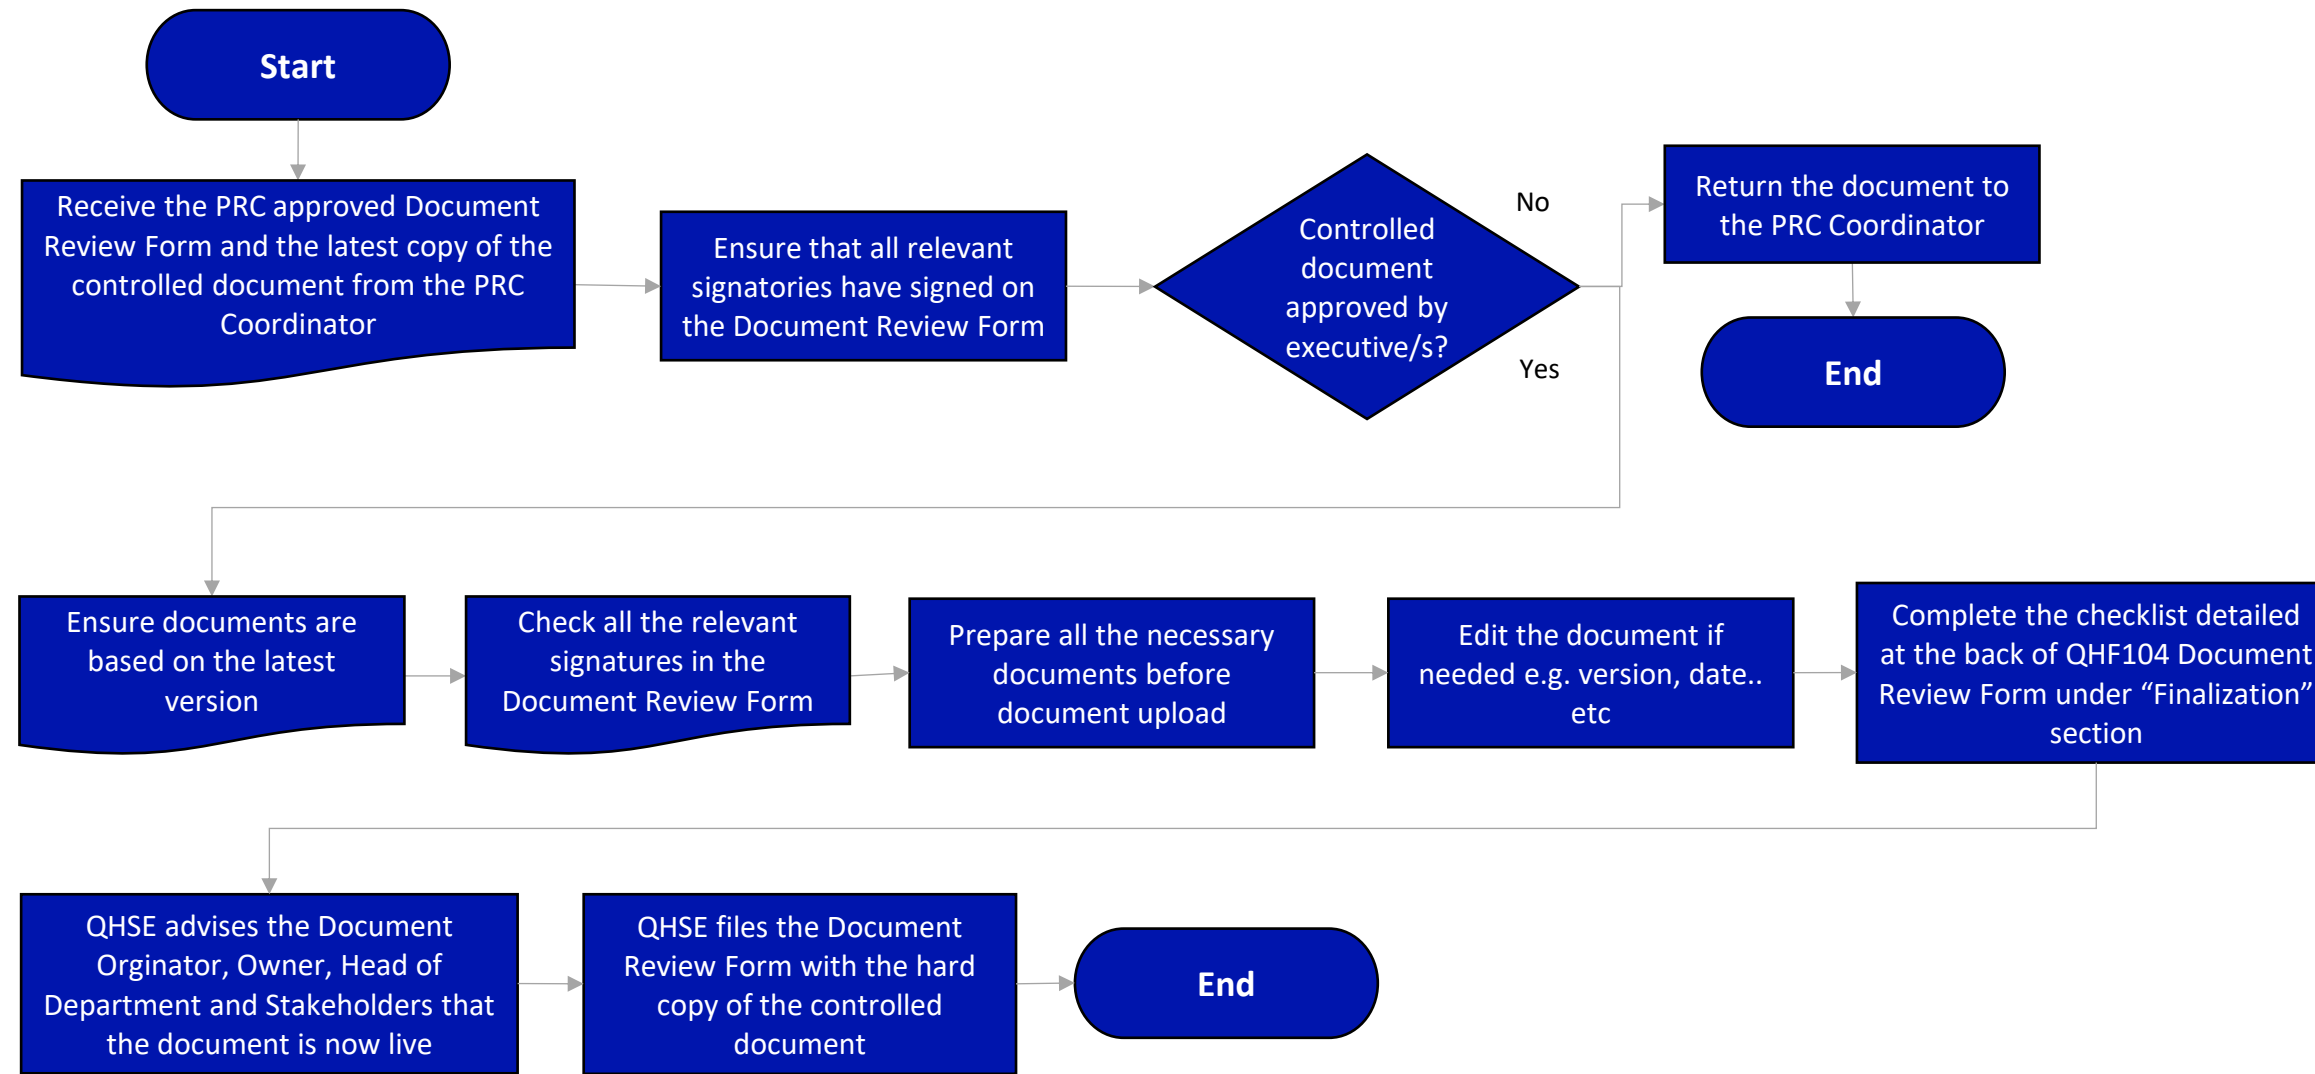 Start
Receive the PRC approved Document
Review Form and the latest copy of the
controlled document from the PRC
Coordinator
Ensure that all relevant
signatories have signed on
the Document Review Form
Controlled
document
approved by
executive/s?
No
Yes
Return the document to
the PRC Coordinator
End
Ensure documents are
based on the latest
version
Check all the relevant
signatures in the
Document Review Form
Prepare all the necessary
documents before
document upload
Edit the document if
needed e.g. version, date..
etc
Complete the checklist detailed
at the back of QHF104 Document
Review Form under “Finalization”
section
QHSE advises the Document
Orginator, Owner, Head of
Department and Stakeholders that
the document is now live
QHSE files the Document
Review Form with the hard
copy of the controlled
document
End